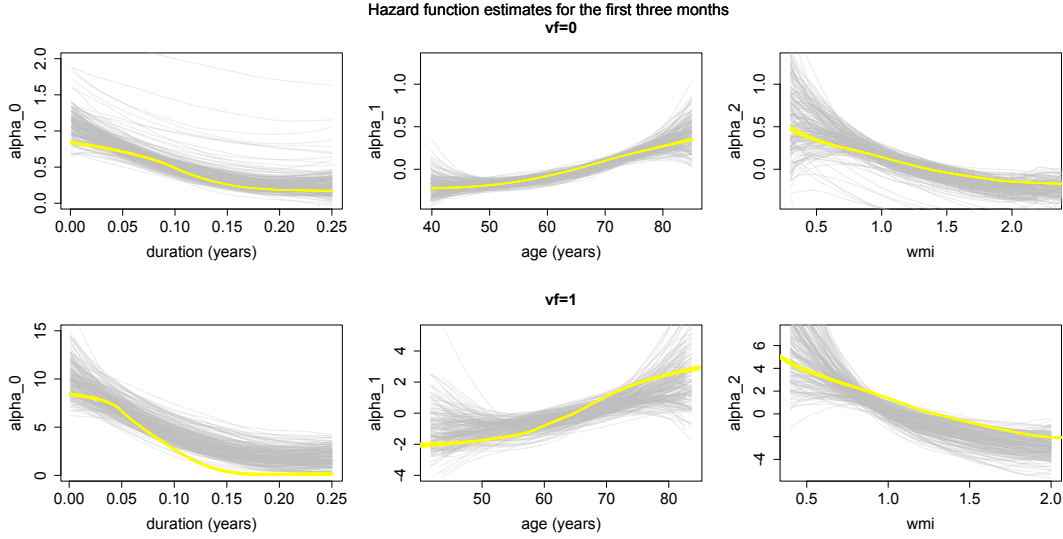 Hazard function estimates for the first three months
vf=0
alpha_0
0.0 0.5 1.0 1.5 2.0
0.00 0.05 0.10 0.15 0.20 0.25
duration (years)
alpha_1
0.0 0.5 1.0
40 50 60 70 80
age (years)
alpha_2
0.0 0.5 1.0
0.5 1.0 1.5 2.0
wmi
vf=1
alpha_0
0 5 10 15
0.00 0.05 0.10 0.15 0.20 0.25
duration (years)
alpha_1
-4 -2 0 2 4
50 60 70 80
age (years)
alpha_2
-4 0 2 4 6
0.5 1.0 1.5 2.0
wmi